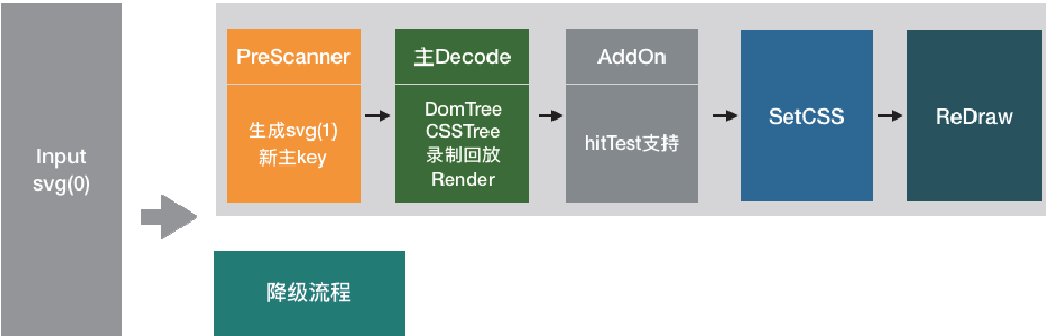 Input
svg(0)
PreScanner
生成svg(1)
新主key
主Decode
DomTree
CSSTree
录制回放
Render
AddOn
hitTest支持
SetCSS
ReDraw
降级流程